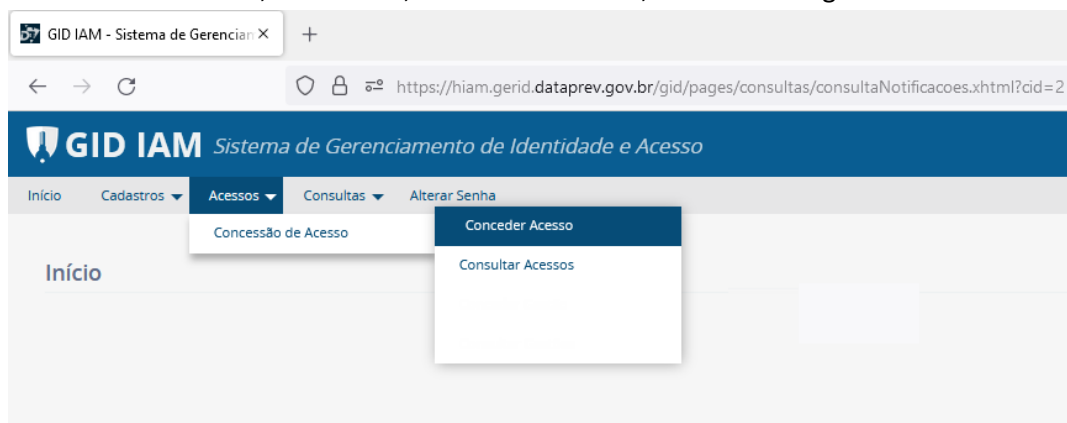 GID IAM - Sistema de Gerencian
https://hiam.gerid.dataprev.gov.br/gid/pages/consultas/consultaNotificacoes.xhtml?cid=2
GID IAM Sistema de Gerenciamento de Identidade e Acesso
Início Cadastros Acessos Consultas Alterar Senha
Concessão de Acesso Conceder Acesso
Consultar Acessos
Início